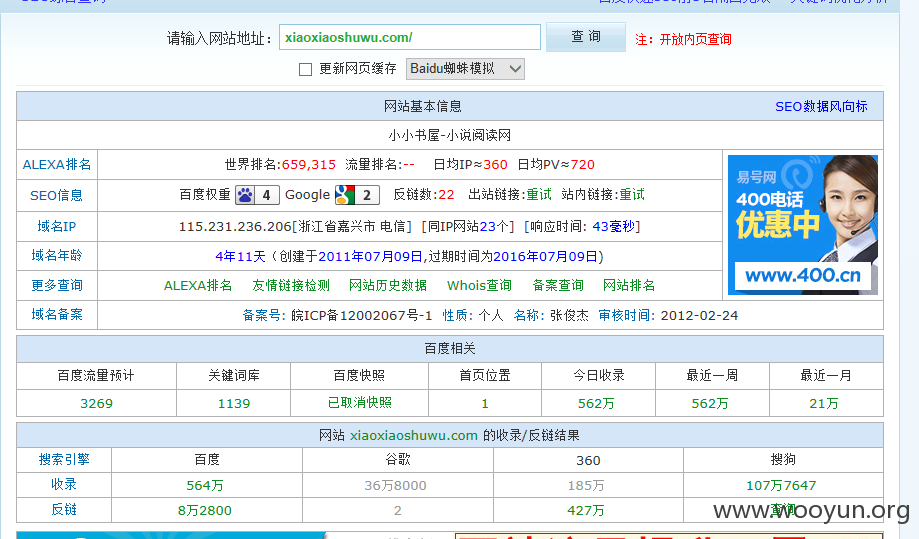 请输入网站地址： xiaoxiaoshuwu.com/ 查 询 注：开放内页查询
更新网页缓存 Baidu蜘蛛模拟
网站基本信息 SEO数据风向标
小小书屋-小说阅读网
ALEXA排名 世界排名:659,315 流量排名:-- 日均IP≈360 日均PV≈720
SEO信息 百度权重 4 Google 2 反链数:22 出站链接:重试 站内链接:重试
域名IP 115.231.236.206[浙江省嘉兴市 电信] [同IP网站23个] [响应时间: 43毫秒]
域名年龄 4年11天（创建于2011年07月09日,过期时间为2016年07月09日)
更多查询 ALEXA排名 友情链接检测 网站历史数据 Whois查询 备案查询 网站排名
易号网
400电话
优惠中
www.400.cn
域名备案 备案号: 皖ICP备12002067号-1 性质: 个人 名称: 张俊杰 审核时间: 2012-02-24
百度相关
百度流量预计 关键词库 百度快照 首页位置 今日收录 最近一周 最近一月
3269 1139 已取消快照 1 562万 562万 21万
网站 xiaoxiaoshuwu.com 的收录/反链结果
搜索引擎 百度 谷歌 360 搜狗
收录 564万 36万8000 185万 107万7647
反链 8万2800 2 427万 查询
www.wooyun.org